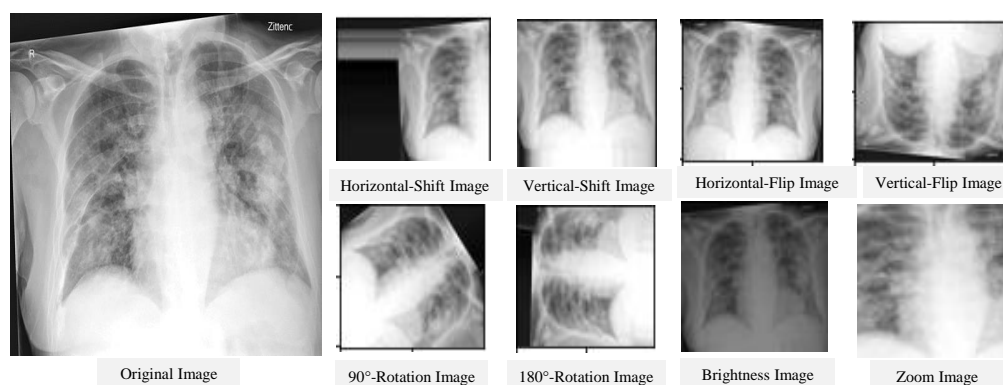 Zittenc
R
Horizontal-Shift Image
Vertical-Shift Image
Horizontal-Flip Image
Vertical-Flip Image
Original Image
90°-Rotation Image
180°-Rotation Image
Brightness Image
Zoom Image